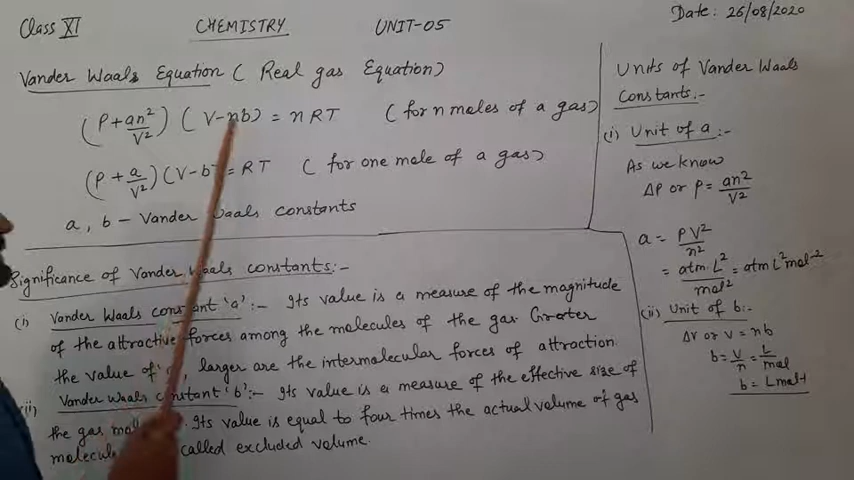 Class XI CHEMISTRY UNIT-05 Date: 26/08/2020
Vander Waals Equation ( Real gas Equation)
(P+an²/V²) (V-nb) = nRT ( for n moles of a gas)
(P+a/V²)(V-b = RT ( for one mole of a gas)
a, b - Vander Waals constants
Significance of Vander Waals constants:-
(i) Vander Waals constant 'a':- Its value is a measure of the magnitude
of the attractive forces among the molecules of the gas Greater
the value of , larger are the intermolecular forces of attraction.
(ii) Vander Waals constant 'b':- Its value is a measure of the effective size of
the gas . Its value is equal to four times the actual volume of gas
called excluded volume.
Units of Vander Waals
Constants:-
(i) Unit of a:-
As we know
ΔP or P = an²/V²
a = PV²/n²
= atm·L²/mol² = atm L² mol⁻²
(ii) Unit of b:-
ΔV or V = nb
b = V/n = L/mol
b = L mol⁻¹